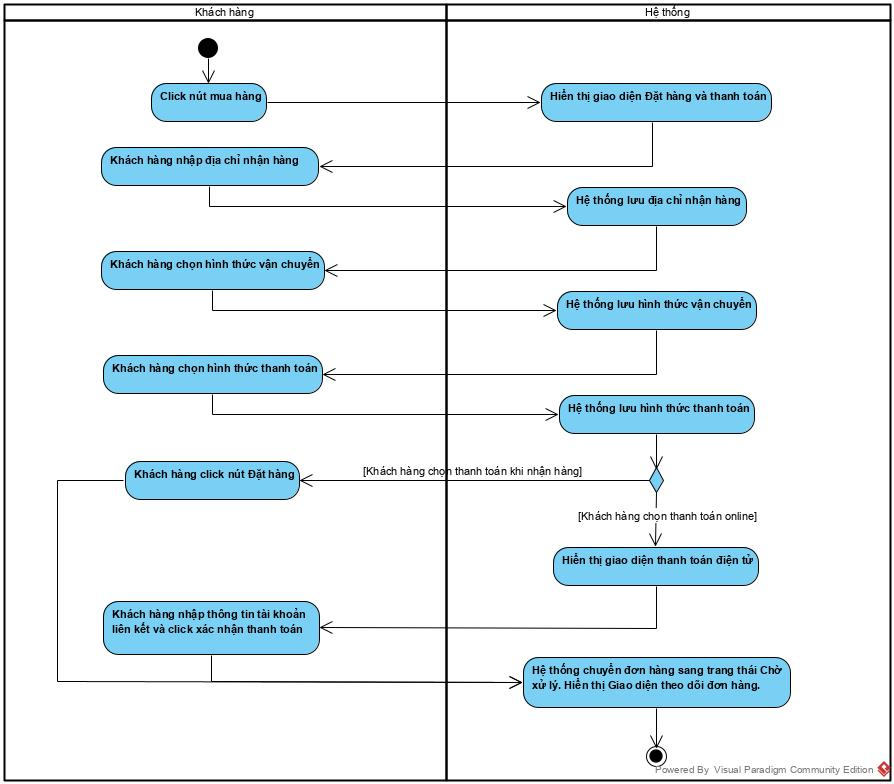 Khách hàng
Hệ thống
Click nút mua hàng
Hiển thị giao diện Đặt hàng và thanh toán
Khách hàng nhập địa chỉ nhận hàng
Hệ thống lưu địa chỉ nhận hàng
Khách hàng chọn hình thức vận chuyển
Hệ thống lưu hình thức vận chuyển
Khách hàng chọn hình thức thanh toán
Hệ thống lưu hình thức thanh toán
[Khách hàng chọn thanh toán khi nhận hàng]
Khách hàng click nút Đặt hàng
[Khách hàng chọn thanh toán online]
Hiển thị giao diện thanh toán điện tử
Khách hàng nhập thông tin tài khoản
liên kết và click xác nhận thanh toán
Hệ thống chuyển đơn hàng sang trang thái Chờ
xử lý. Hiển thị Giao diện theo dõi đơn hàng.
Powered By Visual Paradigm Community Edition